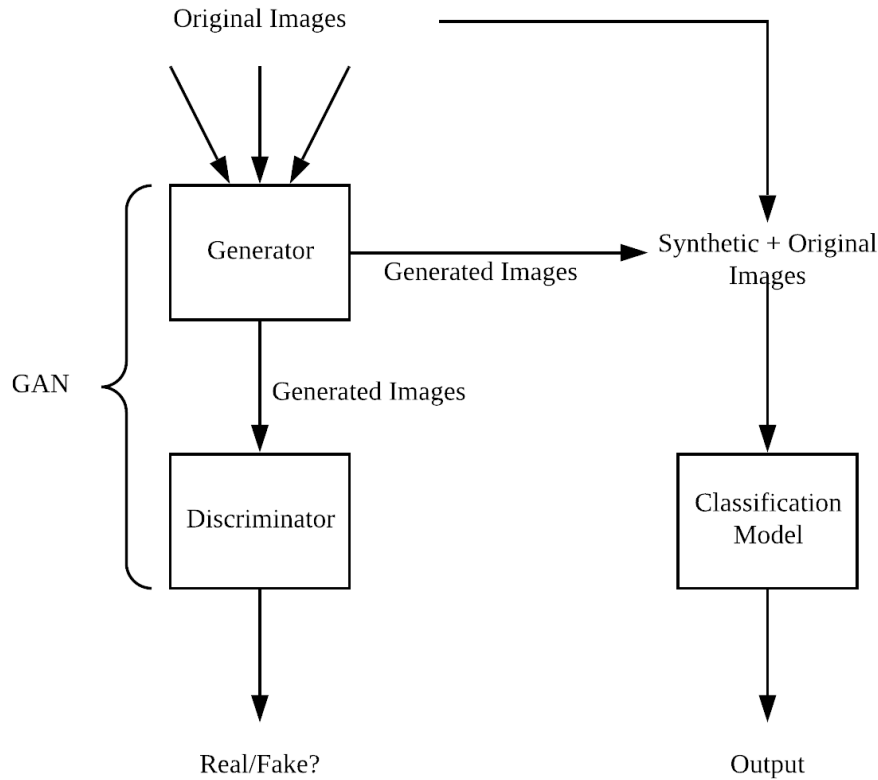 Original Images
Generator
Generated Images
Synthetic + Original
Images
GAN
Generated Images
Discriminator
Classification
Model
Real/Fake?
Output